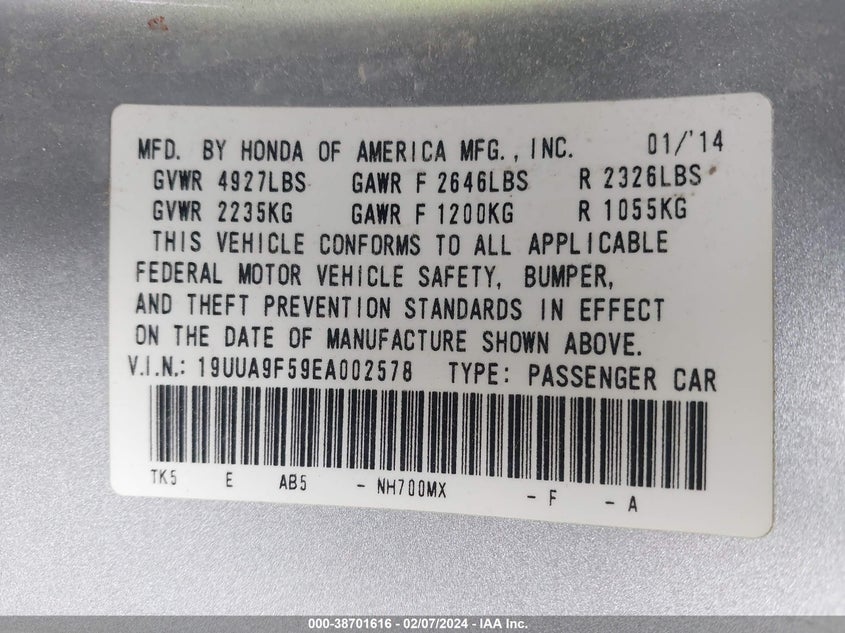 MFD. BY HONDA OF AMERICA MFG., INC. 01/'14
GVWR 4927LBS GAWR F 2646LBS R 2326LBS
GVWR 2235KG GAWR F 1200KG R 1055KG
THIS VEHICLE CONFORMS TO ALL APPLICABLE
FEDERAL MOTOR VEHICLE SAFETY, BUMPER,
AND THEFT PREVENTION STANDARDS IN EFFECT
ON THE DATE OF MANUFACTURE SHOWN ABOVE.
V.I.N.: 19UUA9F59EA002578 TYPE: PASSENGER CAR
TK5 E AB5 - NH700MX - F - A
000-38701616 - 02/07/2024 - IAA Inc.